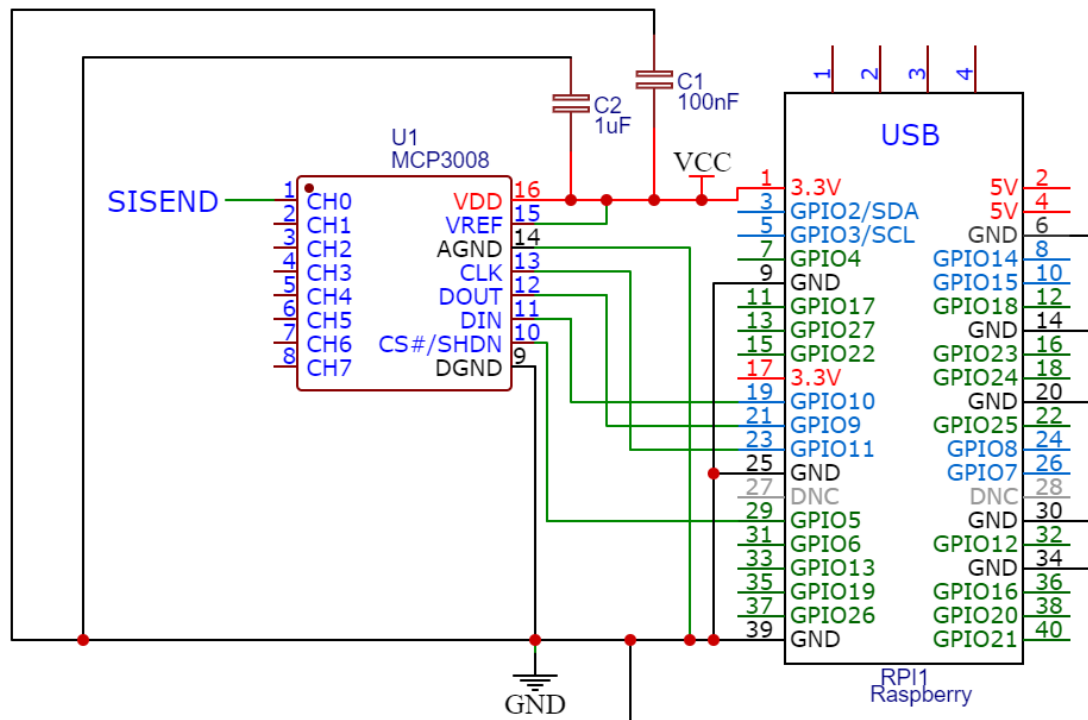 C1
100nF
C2
1uF
U1
MCP3008
VCC
SISEND
1 CH0 VDD 16
2 CH1 VREF 15
3 CH2 AGND 14
4 CH3 CLK 13
5 CH4 DOUT 12
6 CH5 DIN 11
7 CH6 CS#/SHDN 10
8 CH7 DGND 9
GND
1 2 3 4
USB
1 3.3V 5V 2
3 GPIO2/SDA 5V 4
5 GPIO3/SCL GND 6
7 GPIO4 GPIO14 8
9 GND GPIO15 10
11 GPIO17 GPIO18 12
13 GPIO27 GND 14
15 GPIO22 GPIO23 16
17 3.3V GPIO24 18
19 GPIO10 GND 20
21 GPIO9 GPIO25 22
23 GPIO11 GPIO8 24
25 GND GPIO7 26
27 DNC DNC 28
29 GPIO5 GND 30
31 GPIO6 GPIO12 32
33 GPIO13 GND 34
35 GPIO19 GPIO16 36
37 GPIO26 GPIO20 38
39 GND GPIO21 40
RPI1
Raspberry